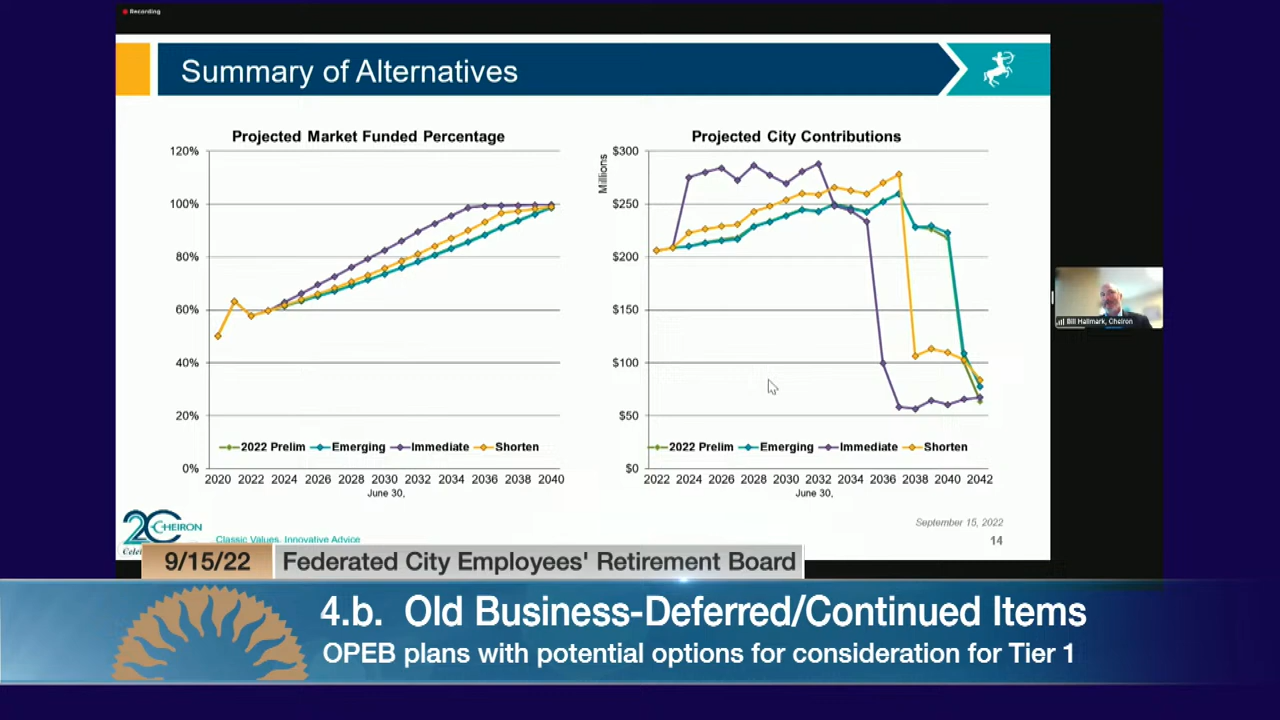 Recording
Summary of Alternatives
Projected Market Funded Percentage
120%
100%
80%
60%
40%
20%
0%
2022 Prelim Emerging Immediate Shorten
2020 2022 2024 2026 2028 2030 2032 2034 2036 2038 2040
June 30,
Projected City Contributions
Millions
$300
$250
$200
$150
$100
$50
$0
2022 Prelim Emerging Immediate Shorten
2022 2024 2026 2028 2030 2032 2034 2036 2038 2040 2042
June 30,
Bill Hallmark, Cheiron
September 15, 2022
14
CHEIRON
Classic Values, Innovative Advice
9/15/22 Federated City Employees' Retirement Board
4.b. Old Business-Deferred/Continued Items
OPEB plans with potential options for consideration for Tier 1